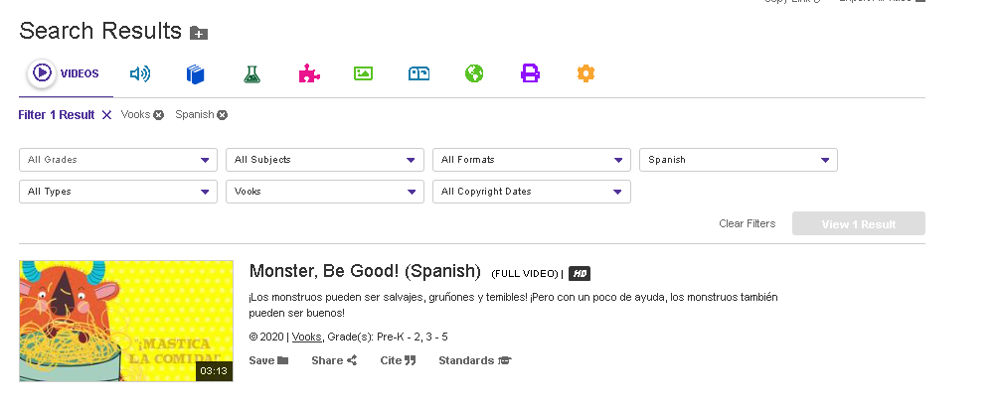 Search Results
VIDEOS
Filter 1 Result Vooks Spanish
All Grades All Subjects All Formats Spanish
All Types Vooks All Copyright Dates
Clear Filters View 1 Result
Monster, Be Good! (Spanish) (FULL VIDEO) | HD
¡Los monstruos pueden ser salvajes, gruñones y temibles! ¡Pero con un poco de ayuda, los monstruos también
pueden ser buenos!
© 2020 | Vooks, Grade(s): Pre-K - 2, 3 - 5
Save Share Cite Standards
"¡MASTICA
LA COMIDA!"
03:13